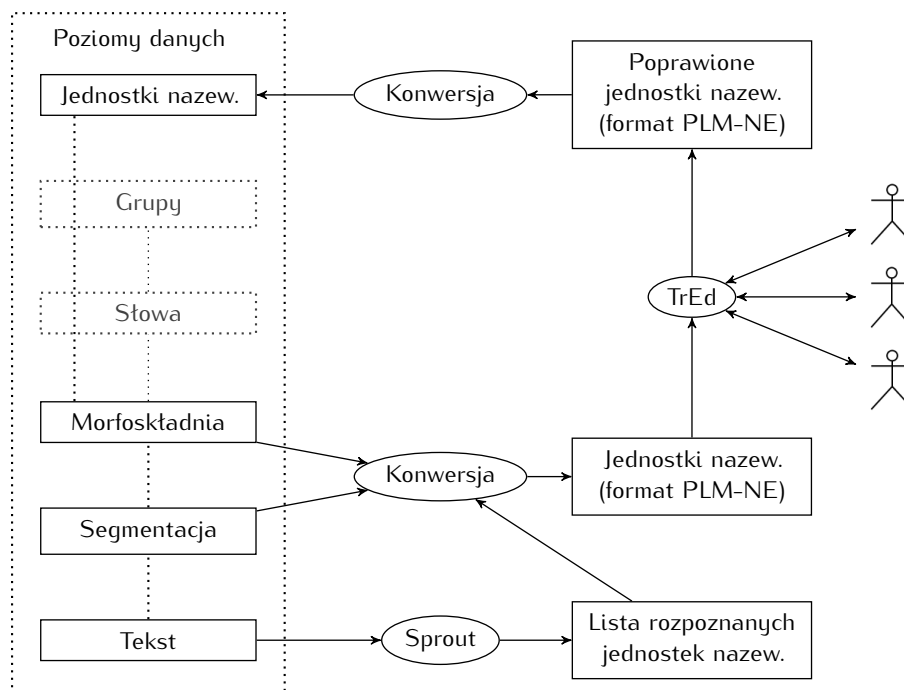 Poziomy danych
Jednostki nazew.
Konwersja
Poprawione
jednostki nazew.
(format PLM-NE)
Grupy
Słowa
TrEd
Morfoskładnia
Konwersja
Jednostki nazew.
(format PLM-NE)
Segmentacja
Tekst
Sprout
Lista rozpoznanych
jednostek nazew.